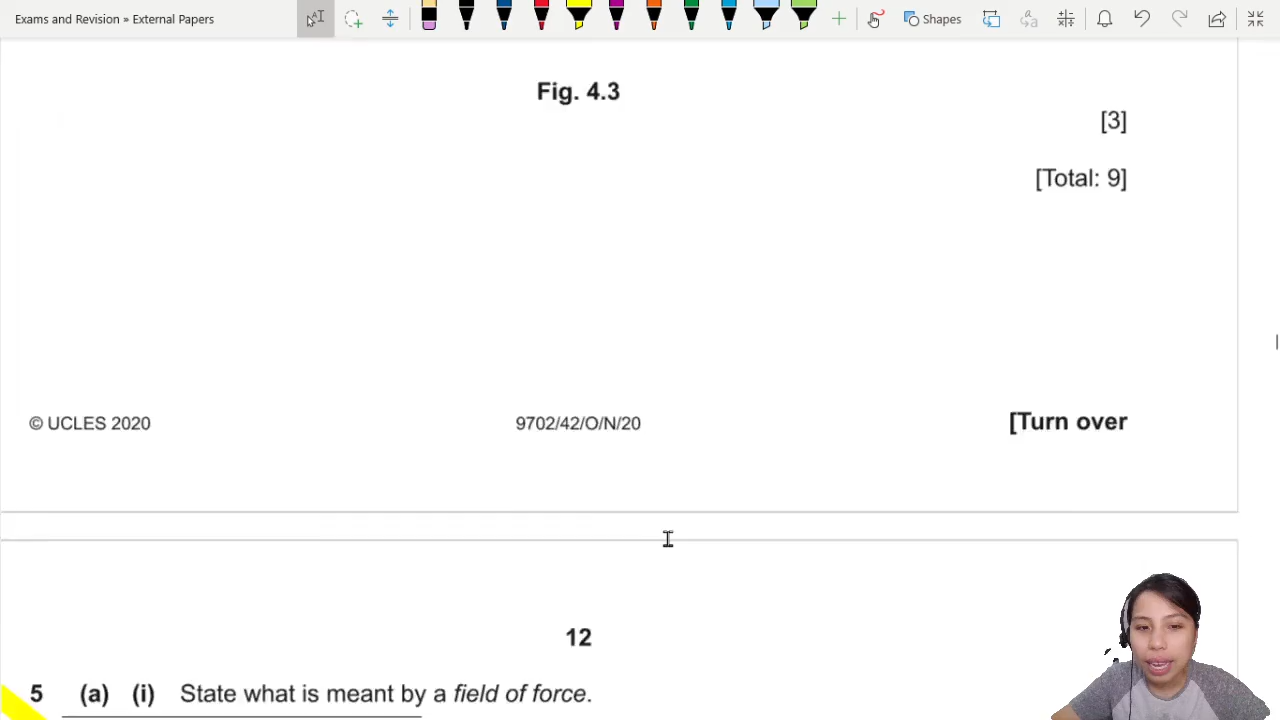 Exams and Revision » External Papers
Shapes
Fig. 4.3
[3]
[Total: 9]
© UCLES 2020
9702/42/O/N/20
[Turn over
12
5 (a) (i) State what is meant by a field of force.